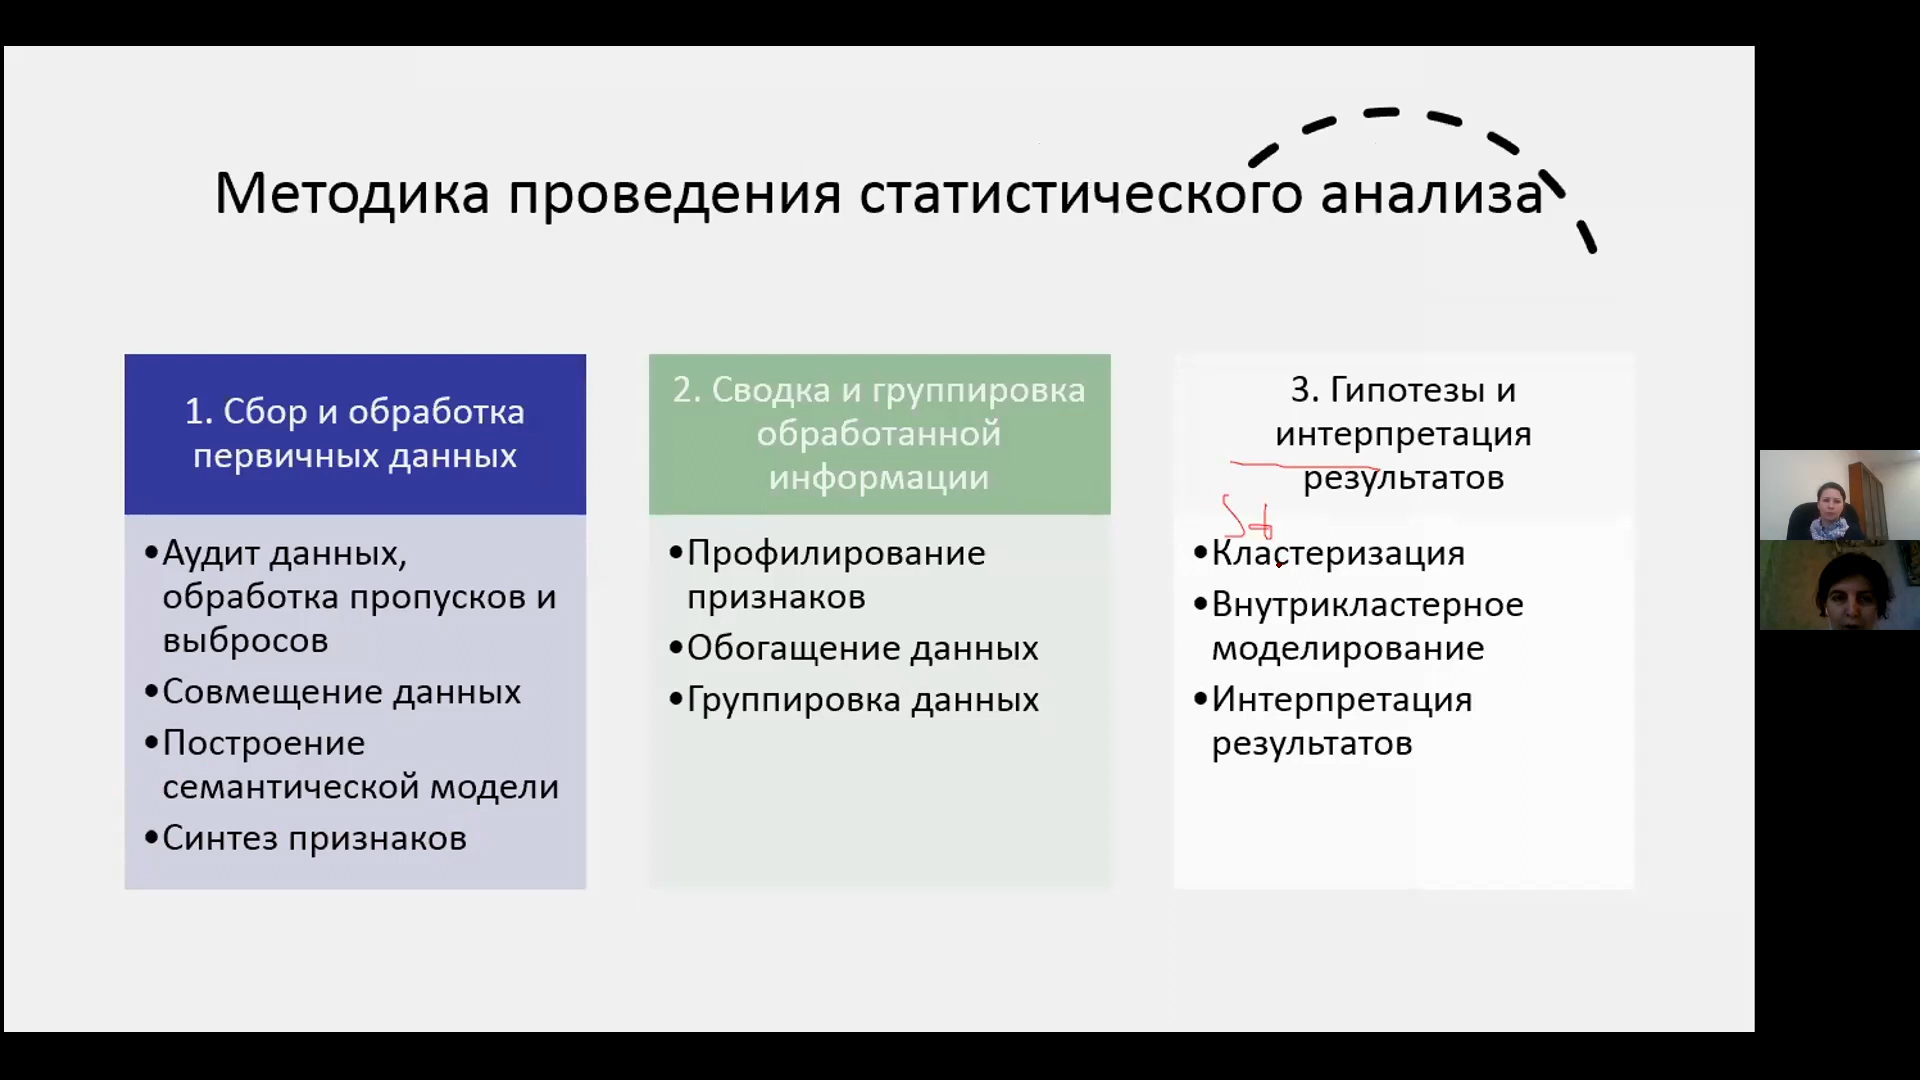 Методика проведения статистического анализа
1. Сбор и обработка
первичных данных
•Аудит данных,
обработка пропусков и
выбросов
•Совмещение данных
•Построение
семантической модели
•Синтез признаков
2. Сводка и группировка
обработанной
информации
•Профилирование
признаков
•Обогащение данных
•Группировка данных
3. Гипотезы и
интерпретация
результатов
•Кластеризация
•Внутрикластерное
моделирование
•Интерпретация
результатов